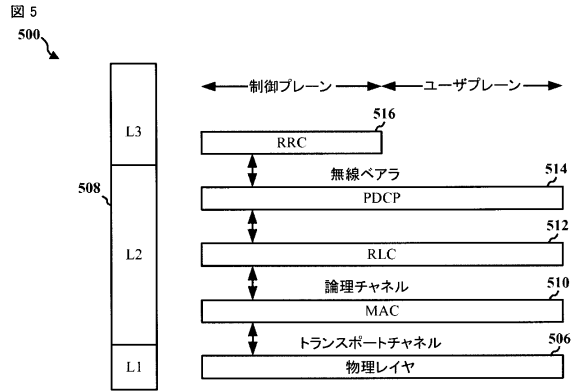 図5
500
制御プレーン
ユーザプレーン
516
L3
RRC
無線ベアラ
514
508
PDCP
512
L2
RLC
論理チャネル
510
MAC
トランスポートチャネル
506
L1
物理レイヤ